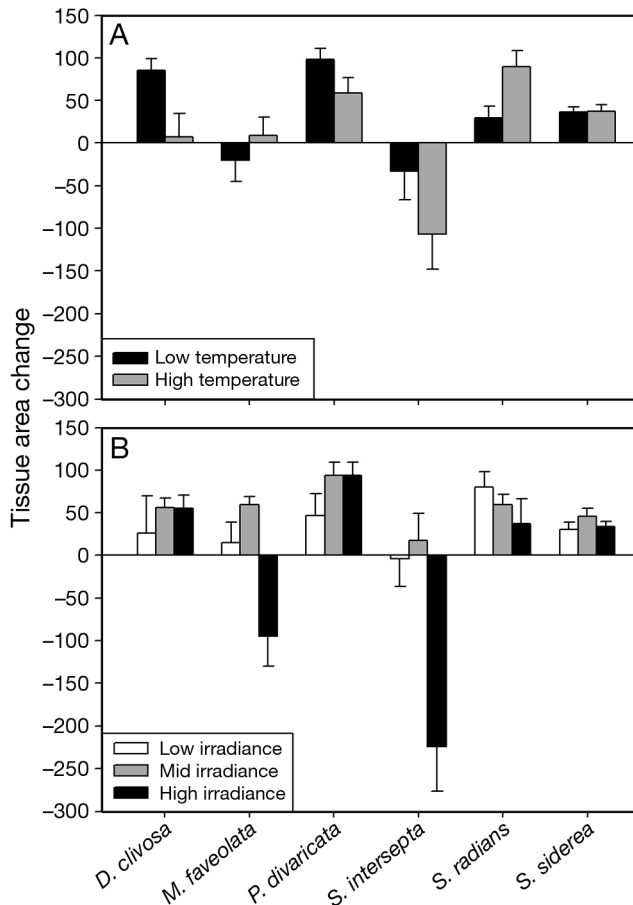 Tissue area change
A
150
100
50
0
−50
−100
−150
−200
−250
−300
Low temperature
High temperature
B
150
100
50
0
−50
−100
−150
−200
−250
−300
Low irradiance
Mid irradiance
High irradiance
D. clivosa
M. faveolata
P. divaricata
S. intersepta
S. radians
S. siderea